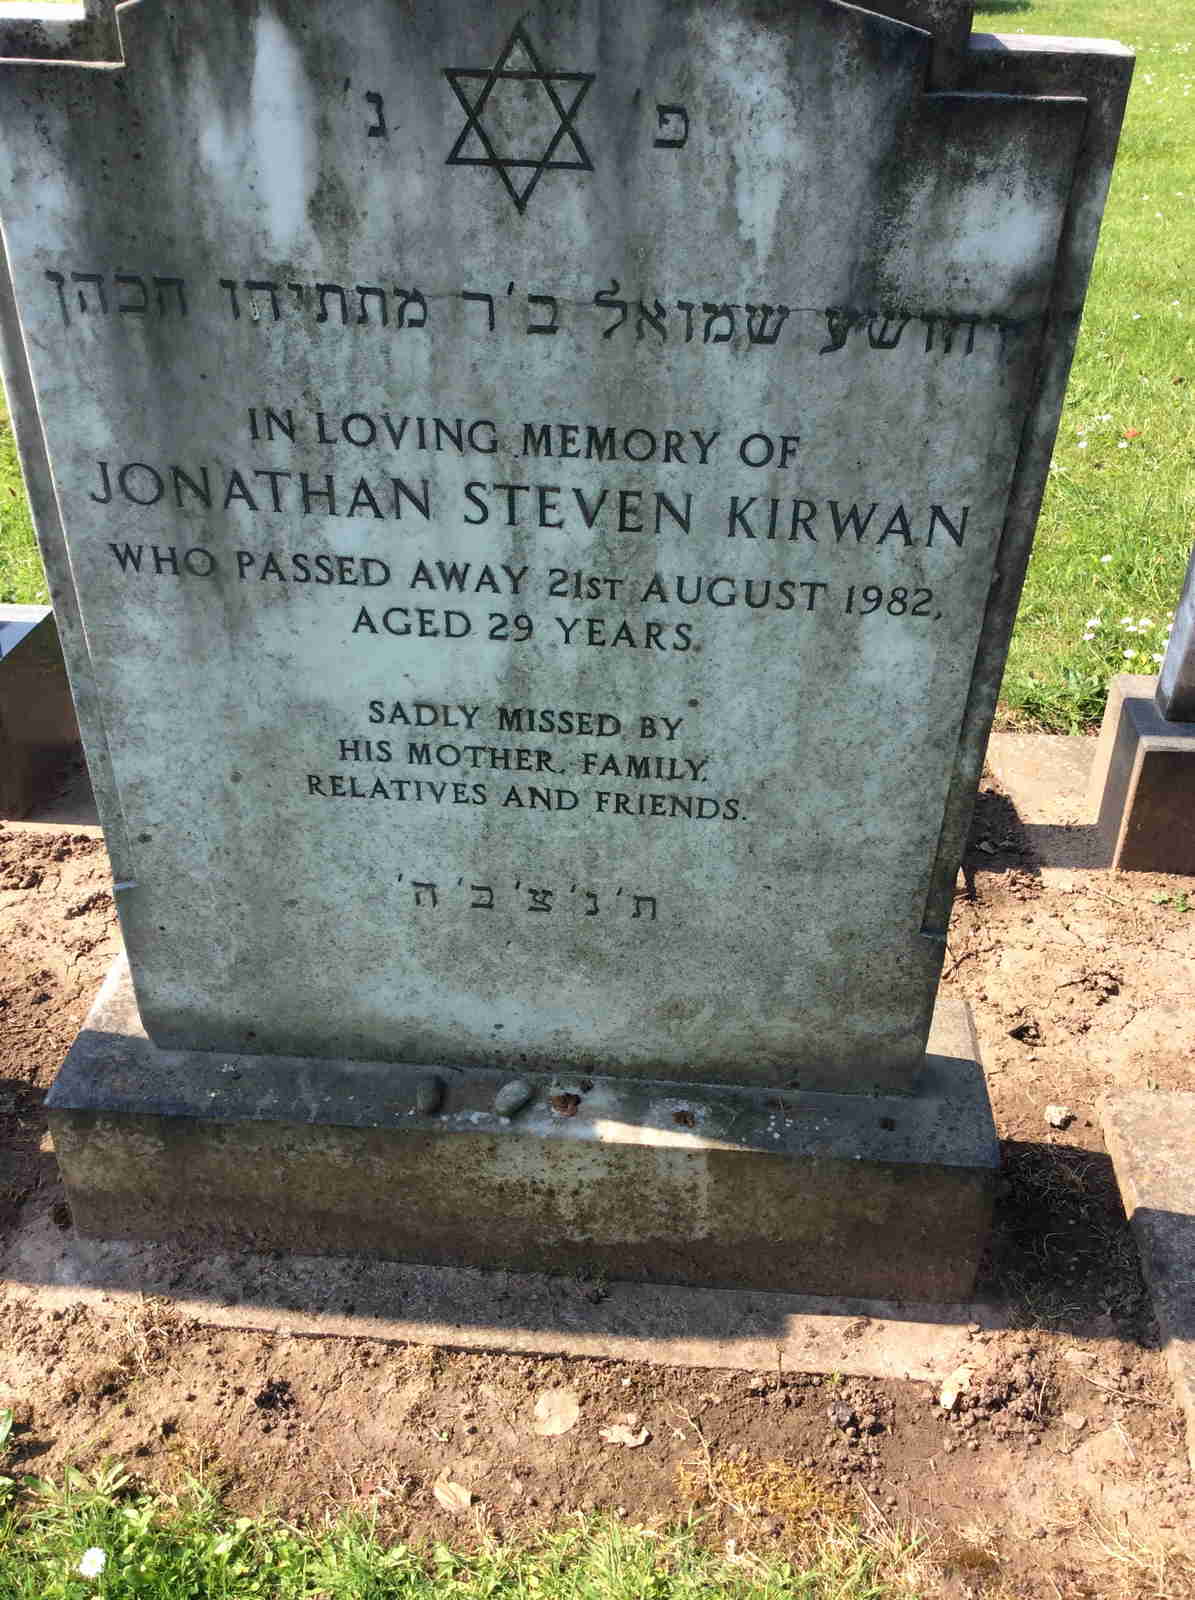 פ' נ'
יהושע שמואל ב'ר מתתיהו הכהן
IN LOVING MEMORY OF
JONATHAN STEVEN KIRWAN
WHO PASSED AWAY 21ST AUGUST 1982,
AGED 29 YEARS.
SADLY MISSED BY
HIS MOTHER, FAMILY,
RELATIVES AND FRIENDS.
ת' נ' צ' ב' ה'